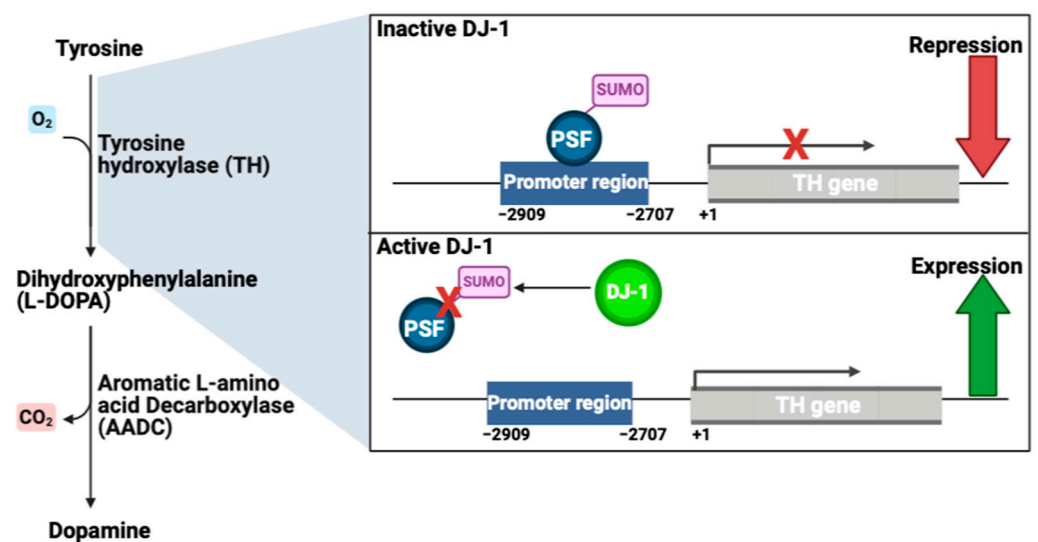 Tyrosine
O₂
Tyrosine
hydroxylase (TH)
Dihydroxyphenylalanine
(L-DOPA)
Aromatic L-amino
acid Decarboxylase
(AADC)
CO₂
Dopamine
Inactive DJ-1
Repression
SUMO
PSF
Promoter region
TH gene
−2909
−2707
+1
Active DJ-1
Expression
SUMO
DJ-1
PSF
Promoter region
TH gene
−2909
−2707
+1